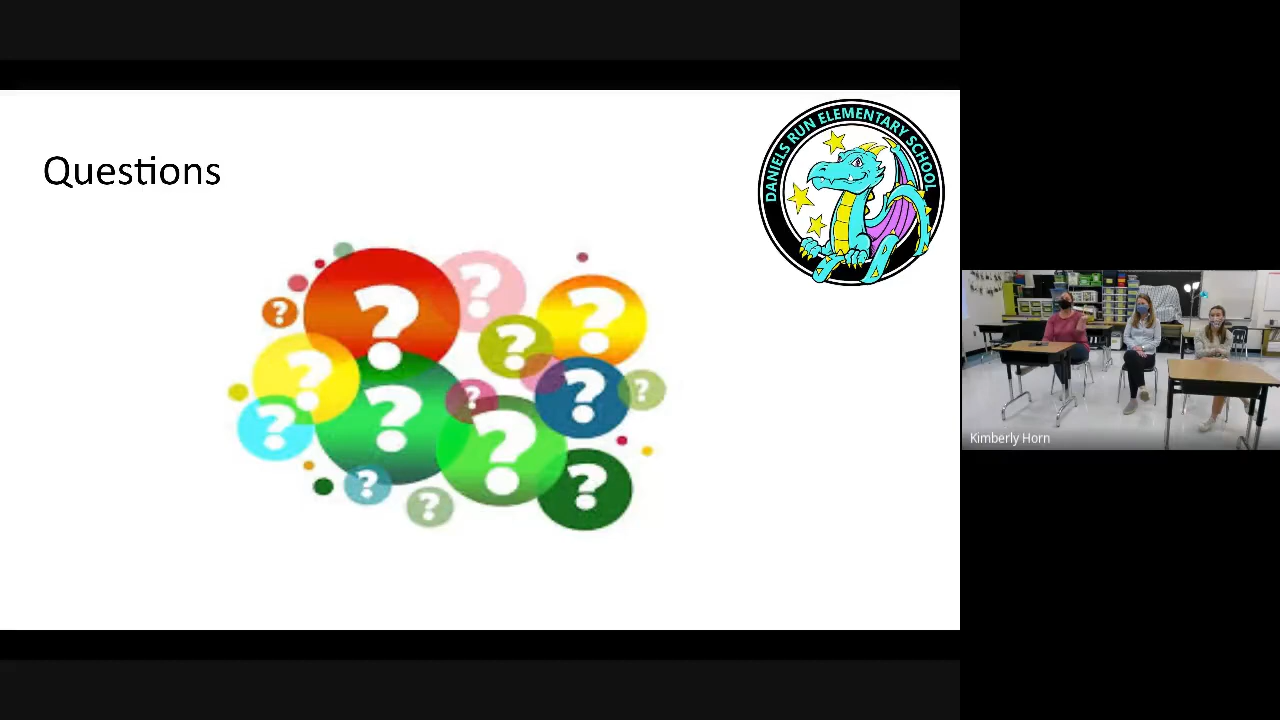 Questions
DANIELS RUN ELEMENTARY SCHOOL
? ? ? ? ? ? ? ? ? ? ? ? ? ?
Kimberly Horn